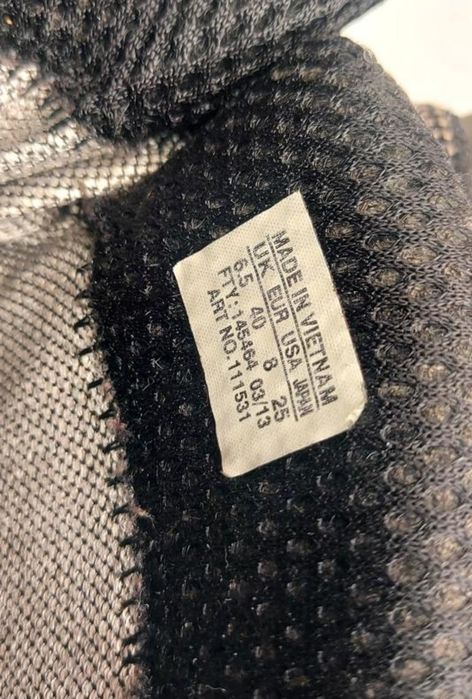 MADE IN VIETNAM
UK EUR USA JAPAN
6.5 40 8 25
FTY.:145464 03/13
ART NO.111531